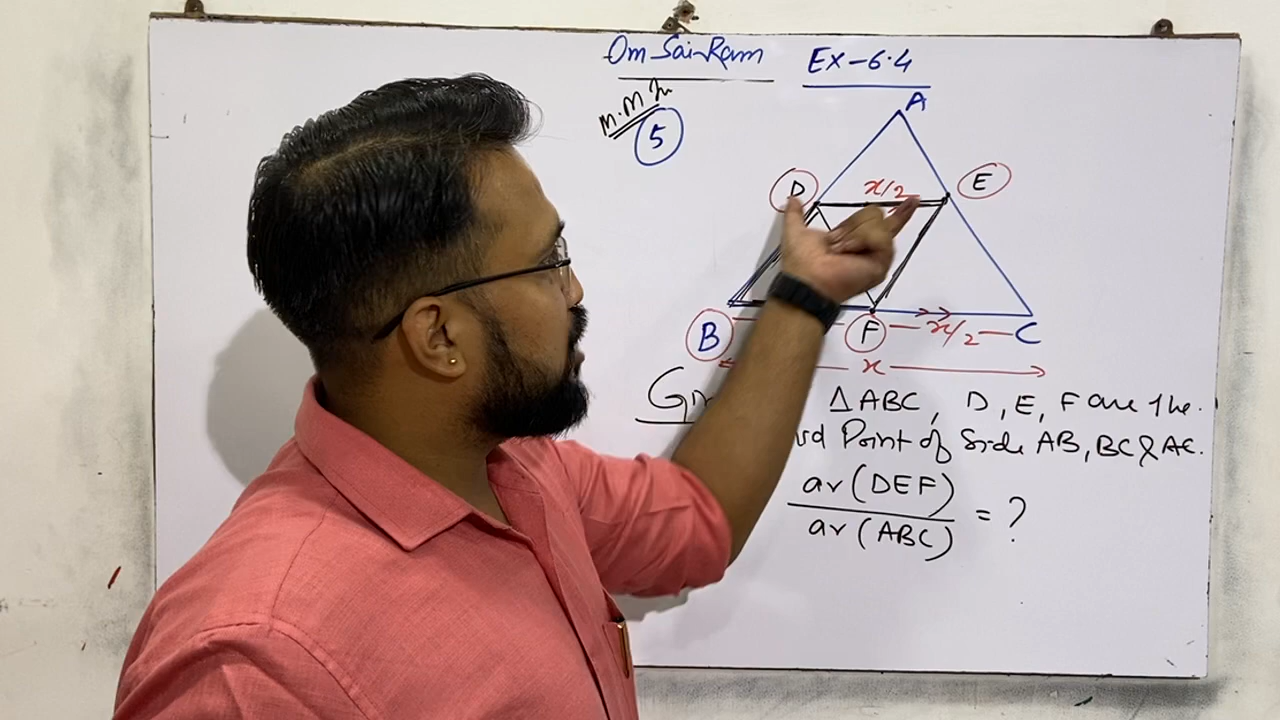 Om Sai Ram Ex-6.4
5
A
D x/2 E
B F x/2 C
x
ΔABC, D, E, F are the
Point of Side AB, BC & AC.
ar(DEF)
ar(ABC) = ?